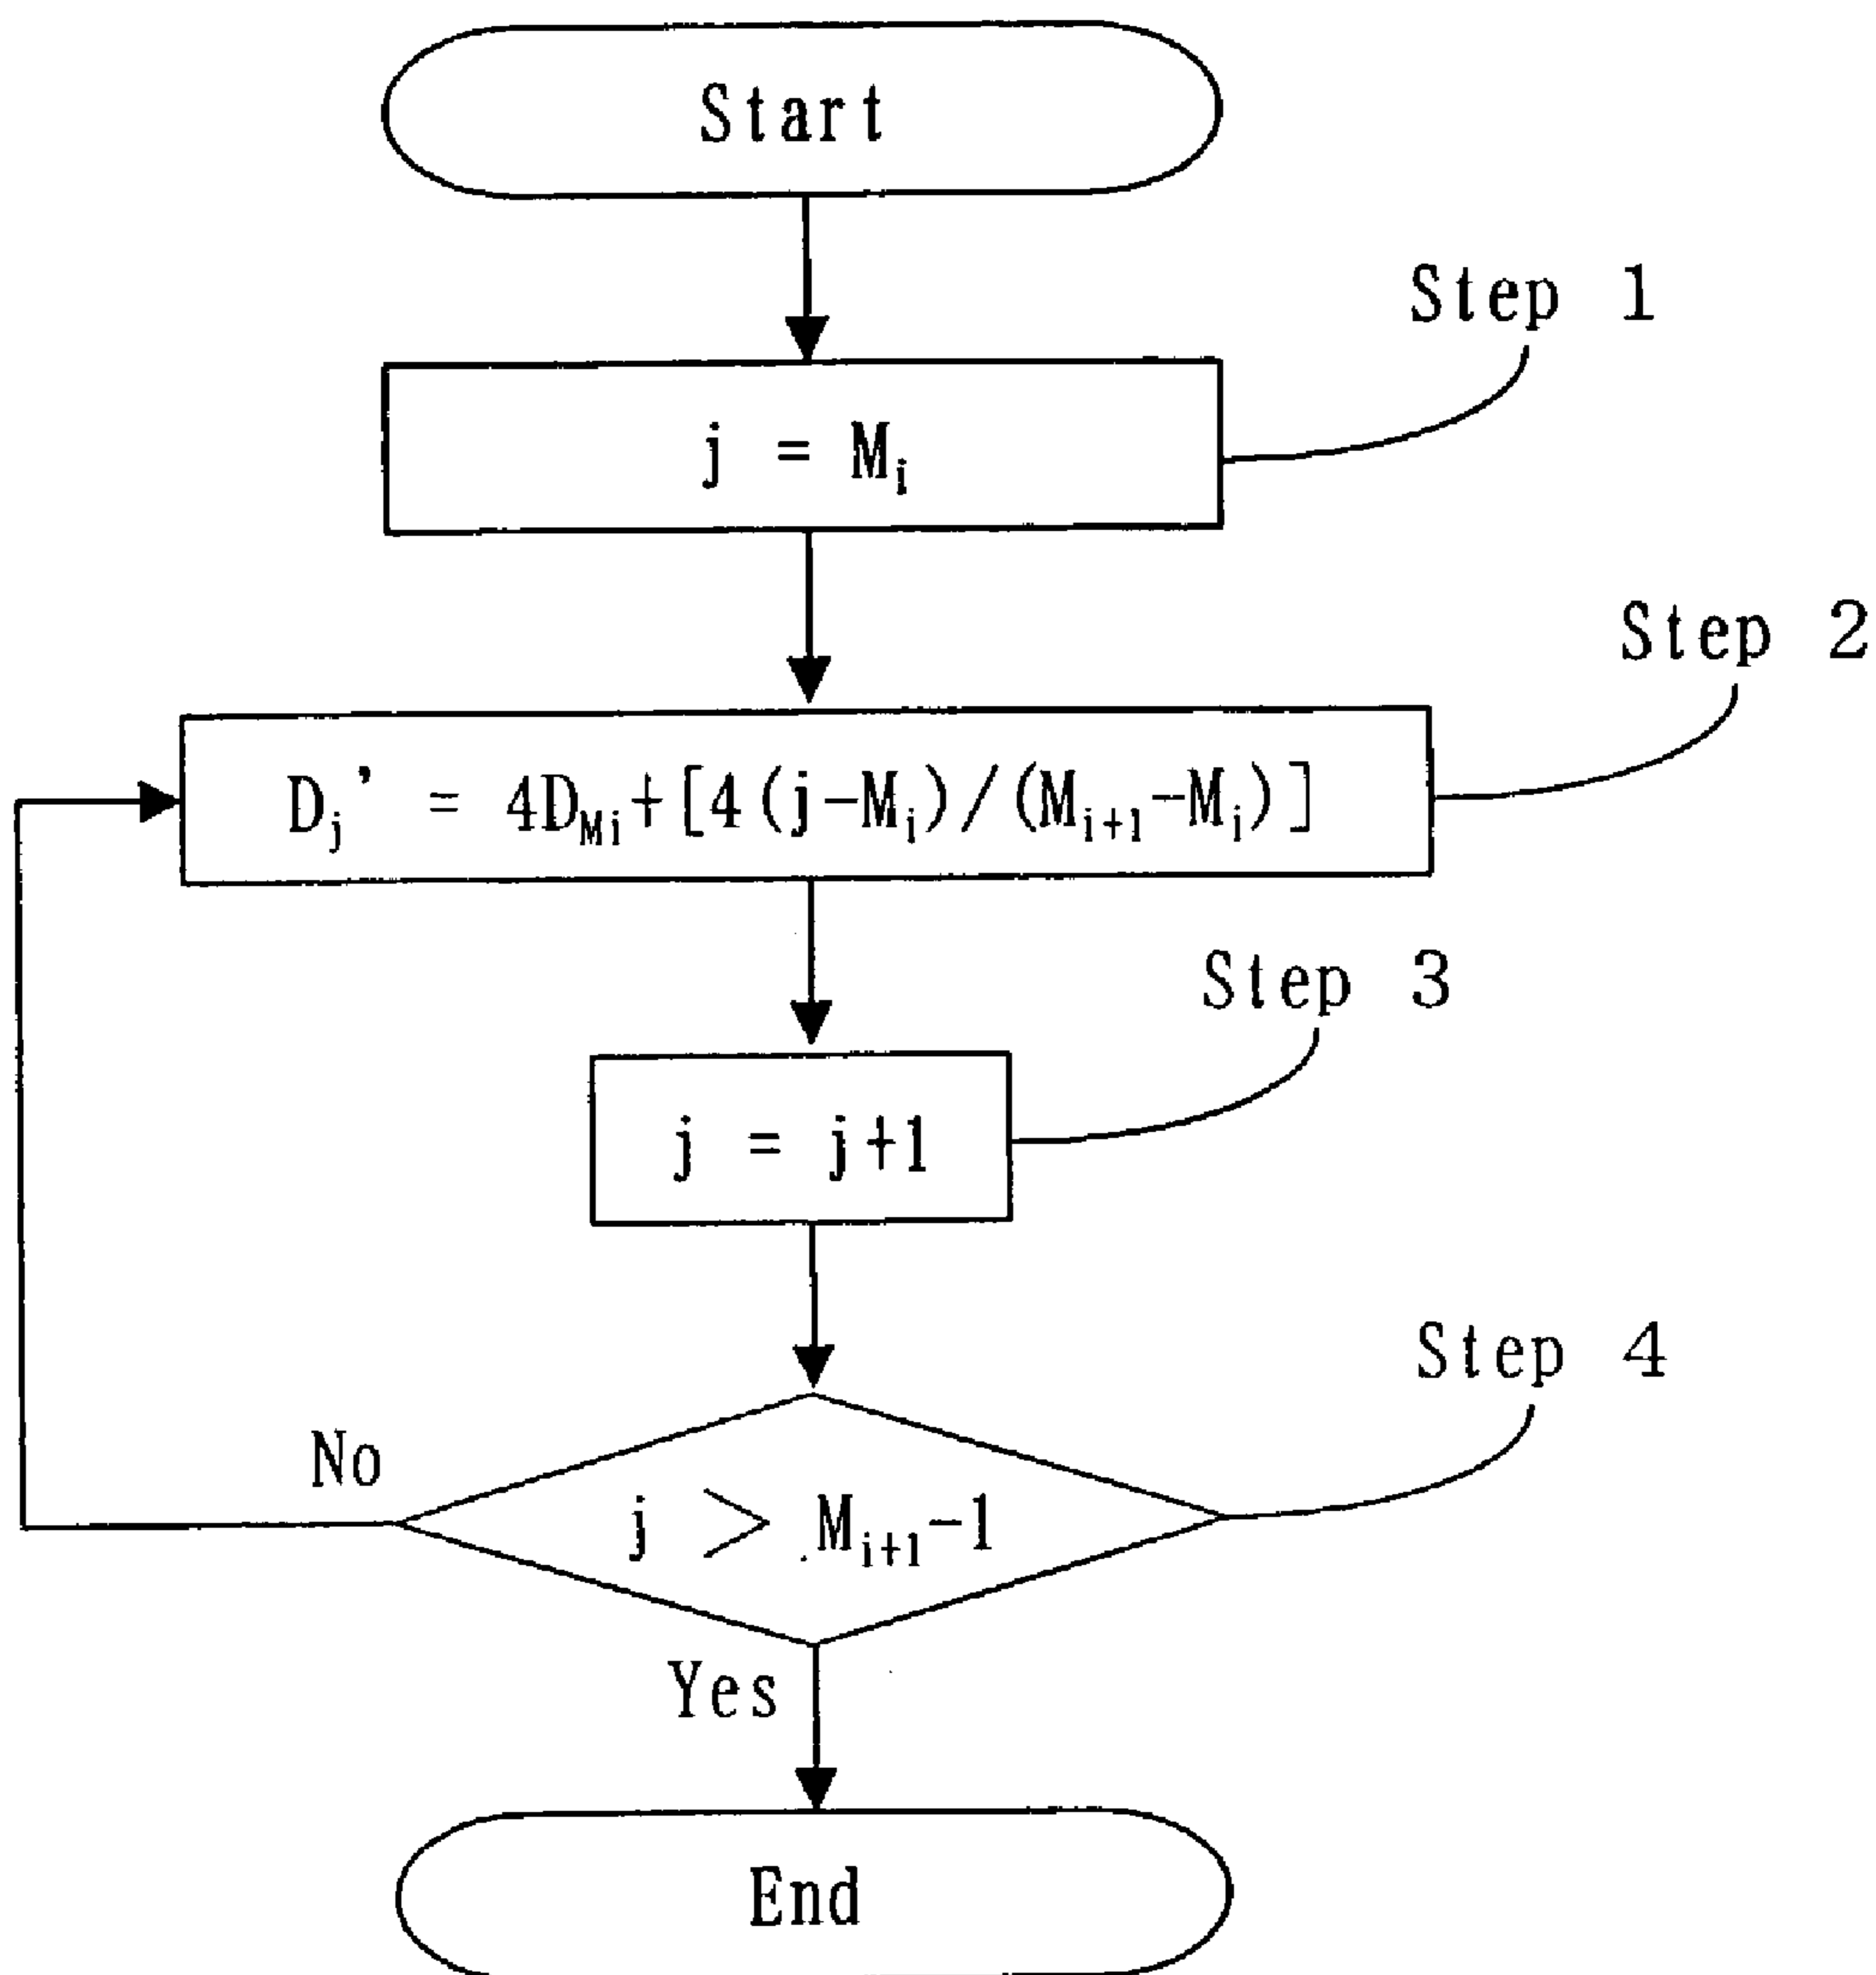 Start
Step 1
j = Mᵢ
Step 2
Dⱼ' = 4D_Mi+[4(j-Mᵢ)/(Mᵢ₊₁-Mᵢ)]
Step 3
j = j+1
Step 4
No
j > Mᵢ₊₁-1
Yes
End